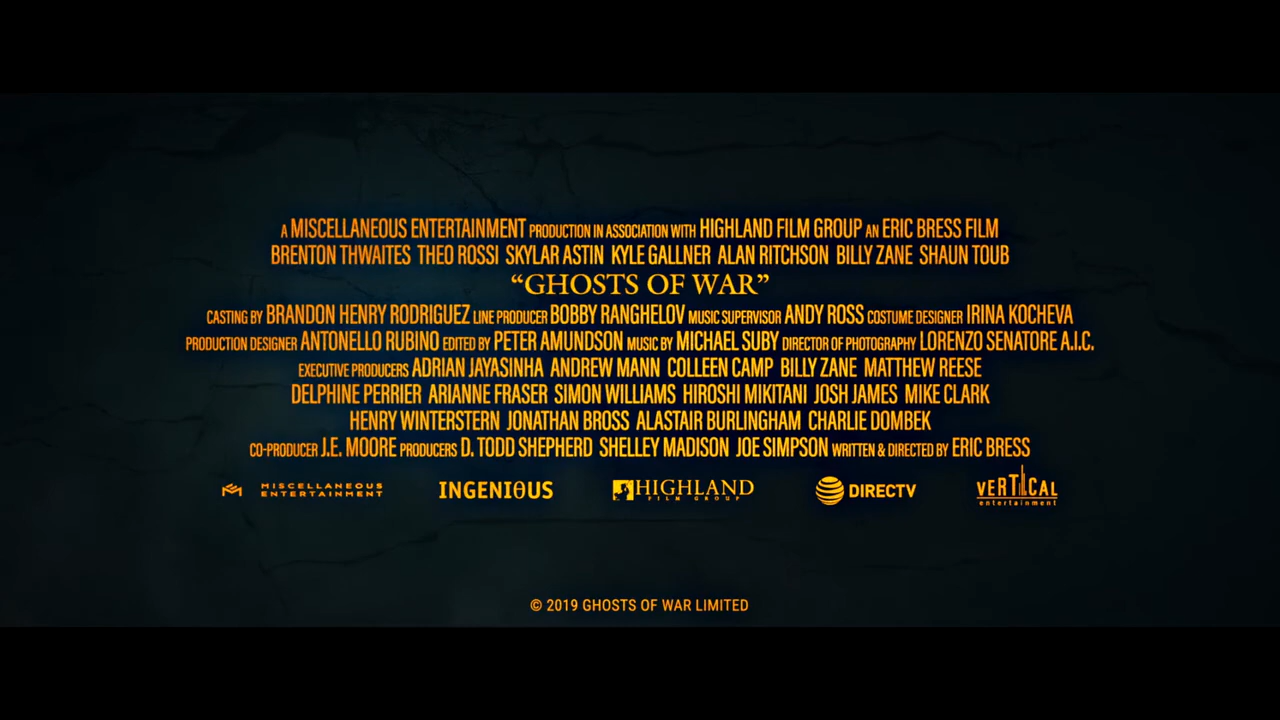 A MISCELLANEOUS ENTERTAINMENT PRODUCTION IN ASSOCIATION WITH HIGHLAND FILM GROUP AN ERIC BRESS FILM
BRENTON THWAITES THEO ROSSI SKYLAR ASTIN KYLE GALLNER ALAN RITCHSON BILLY ZANE SHAUN TOUB
“GHOSTS OF WAR”
CASTING BY BRANDON HENRY RODRIGUEZ LINE PRODUCER BOBBY RANGHELOV MUSIC SUPERVISOR ANDY ROSS COSTUME DESIGNER IRINA KOCHEVA
PRODUCTION DESIGNER ANTONELLO RUBINO EDITED BY PETER AMUNDSON MUSIC BY MICHAEL SUBY DIRECTOR OF PHOTOGRAPHY LORENZO SENATORE A.I.C.
EXECUTIVE PRODUCERS ADRIAN JAYASINHA ANDREW MANN COLLEEN CAMP BILLY ZANE MATTHEW REESE
DELPHINE PERRIER ARIANNE FRASER SIMON WILLIAMS HIROSHI MIKITANI JOSH JAMES MIKE CLARK
HENRY WINTERSTERN JONATHAN BROSS ALASTAIR BURLINGHAM CHARLIE DOMBEK
CO-PRODUCER J.E. MOORE PRODUCERS D. TODD SHEPHERD SHELLEY MADISON JOE SIMPSON WRITTEN & DIRECTED BY ERIC BRESS
MISCELLANEOUS ENTERTAINMENT INGENIOUS HIGHLAND FILM GROUP DIRECTV VERTICAL entertainment
© 2019 GHOSTS OF WAR LIMITED